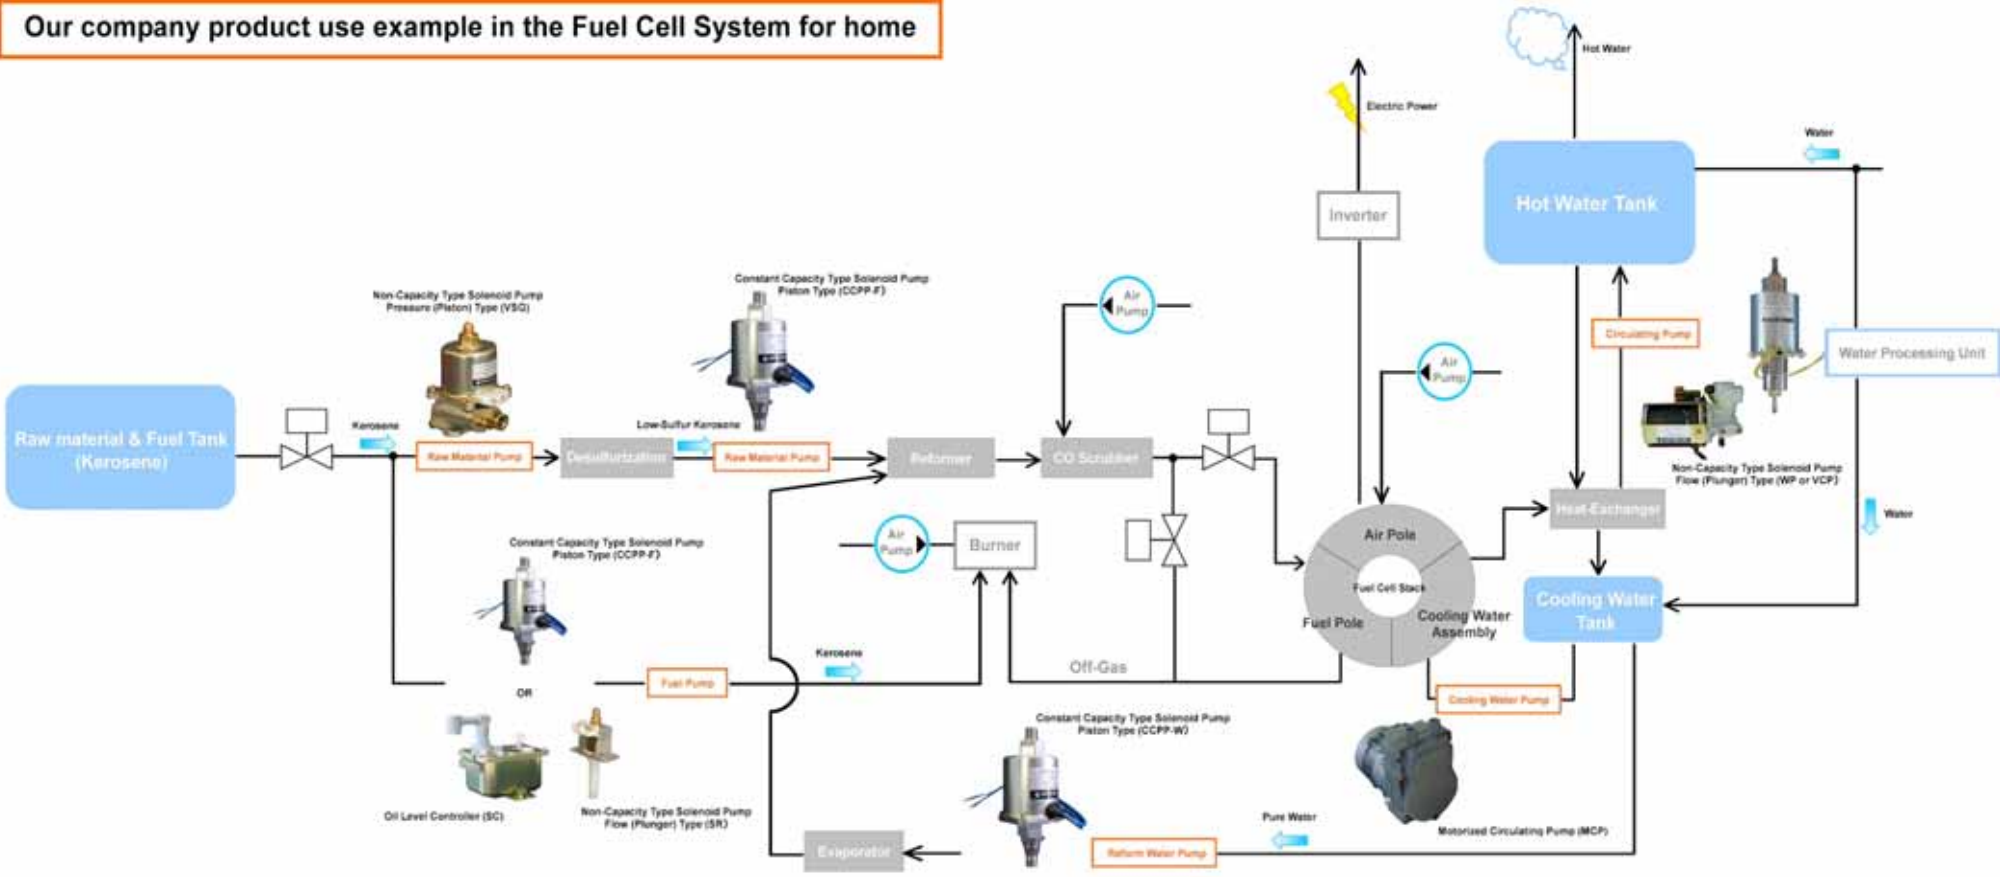 Our company product use example in the Fuel Cell System for home
Hot Water
Electric Power
Water
Hot Water Tank
Inverter
Constant Capacity Type Solenoid Pump
Piston Type (CCPP-F)
Non-Capacity Type Solenoid Pump
Pressure (Piston) Type (VSG)
Air
Pump
Circulating Pump
Water Processing Unit
Air
Pump
Raw material & Fuel Tank
(Kerosene)
Kerosene
Raw Material Pump
Desulfurization
Low-Sulfur Kerosene
Raw Material Pump
Reformer
CO Scrubber
Non-Capacity Type Solenoid Pump
Flow (Plunger) Type (WP or VCP)
Heat-Exchanger
Water
Constant Capacity Type Solenoid Pump
Piston Type (CCPP-F)
Air
Pump
Burner
Air Pole
Fuel Cell Stack
Fuel Pole
Cooling Water
Assembly
Cooling Water
Tank
Kerosene
Off-Gas
OR
Fuel Pump
Cooling Water Pump
Constant Capacity Type Solenoid Pump
Piston Type (CCPP-W)
Oil Level Controller (SC)
Non-Capacity Type Solenoid Pump
Flow (Plunger) Type (SR)
Pure Water
Motorized Circulating Pump (MCP)
Evaporator
Reform Water Pump